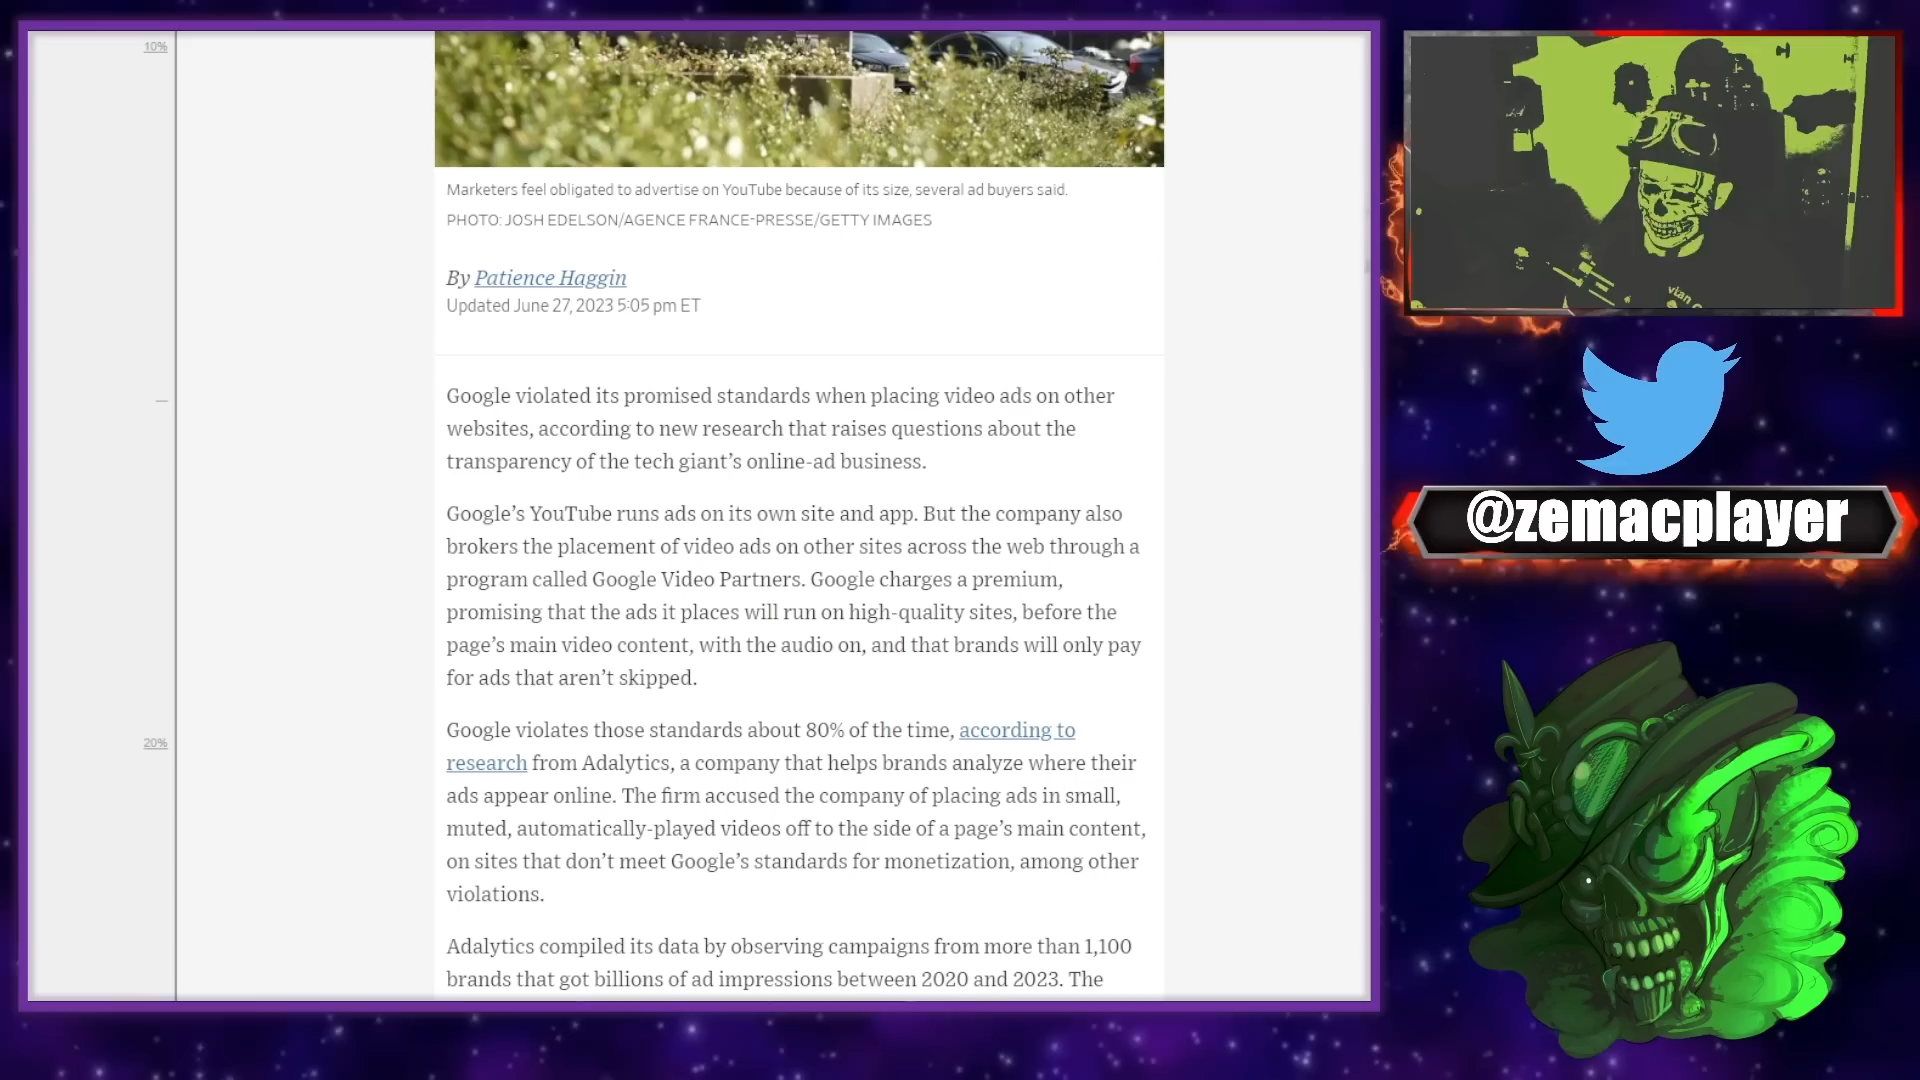 10%
Marketers feel obligated to advertise on YouTube because of its size, several ad buyers said.
PHOTO: JOSH EDELSON/AGENCE FRANCE-PRESSE/GETTY IMAGES
By Patience Haggin
Updated June 27, 2023 5:05 pm ET
Google violated its promised standards when placing video ads on other
websites, according to new research that raises questions about the
transparency of the tech giant’s online-ad business.
Google’s YouTube runs ads on its own site and app. But the company also
brokers the placement of video ads on other sites across the web through a
program called Google Video Partners. Google charges a premium,
promising that the ads it places will run on high-quality sites, before the
page’s main video content, with the audio on, and that brands will only pay
for ads that aren’t skipped.
Google violates those standards about 80% of the time, according to
research from Adalytics, a company that helps brands analyze where their
ads appear online. The firm accused the company of placing ads in small,
muted, automatically-played videos off to the side of a page’s main content,
on sites that don’t meet Google’s standards for monetization, among other
violations.
20%
Adalytics compiled its data by observing campaigns from more than 1,100
brands that got billions of ad impressions between 2020 and 2023. The
@zemacplayer